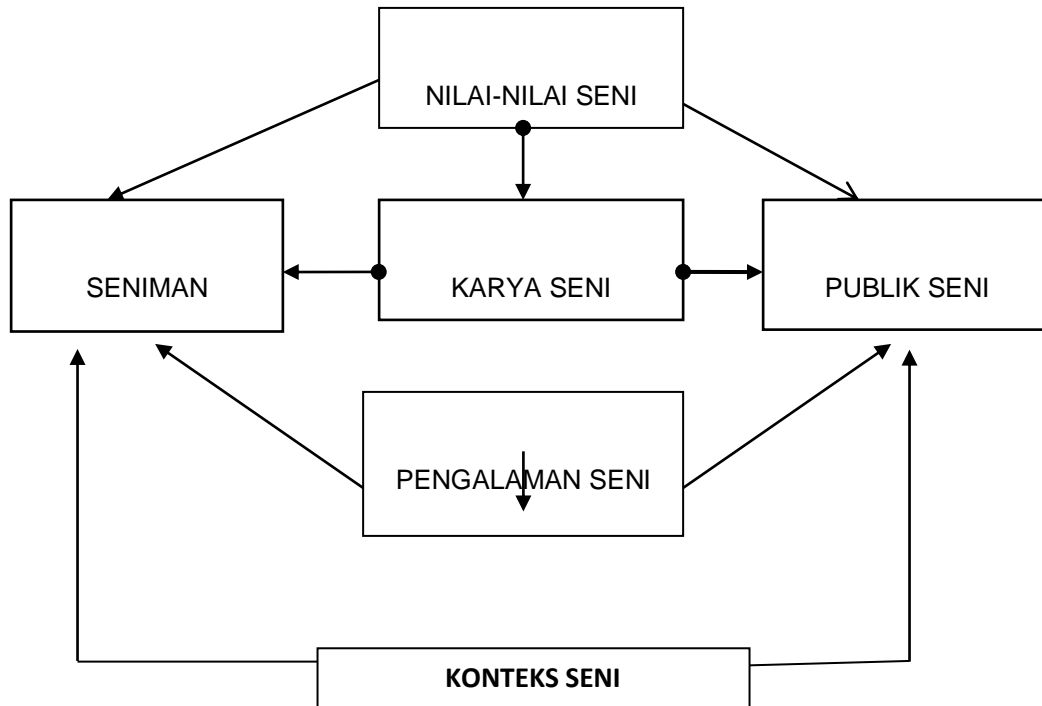 NILAI-NILAI SENI
SENIMAN
KARYA SENI
PUBLIK SENI
PENGALAMAN SENI
KONTEKS SENI